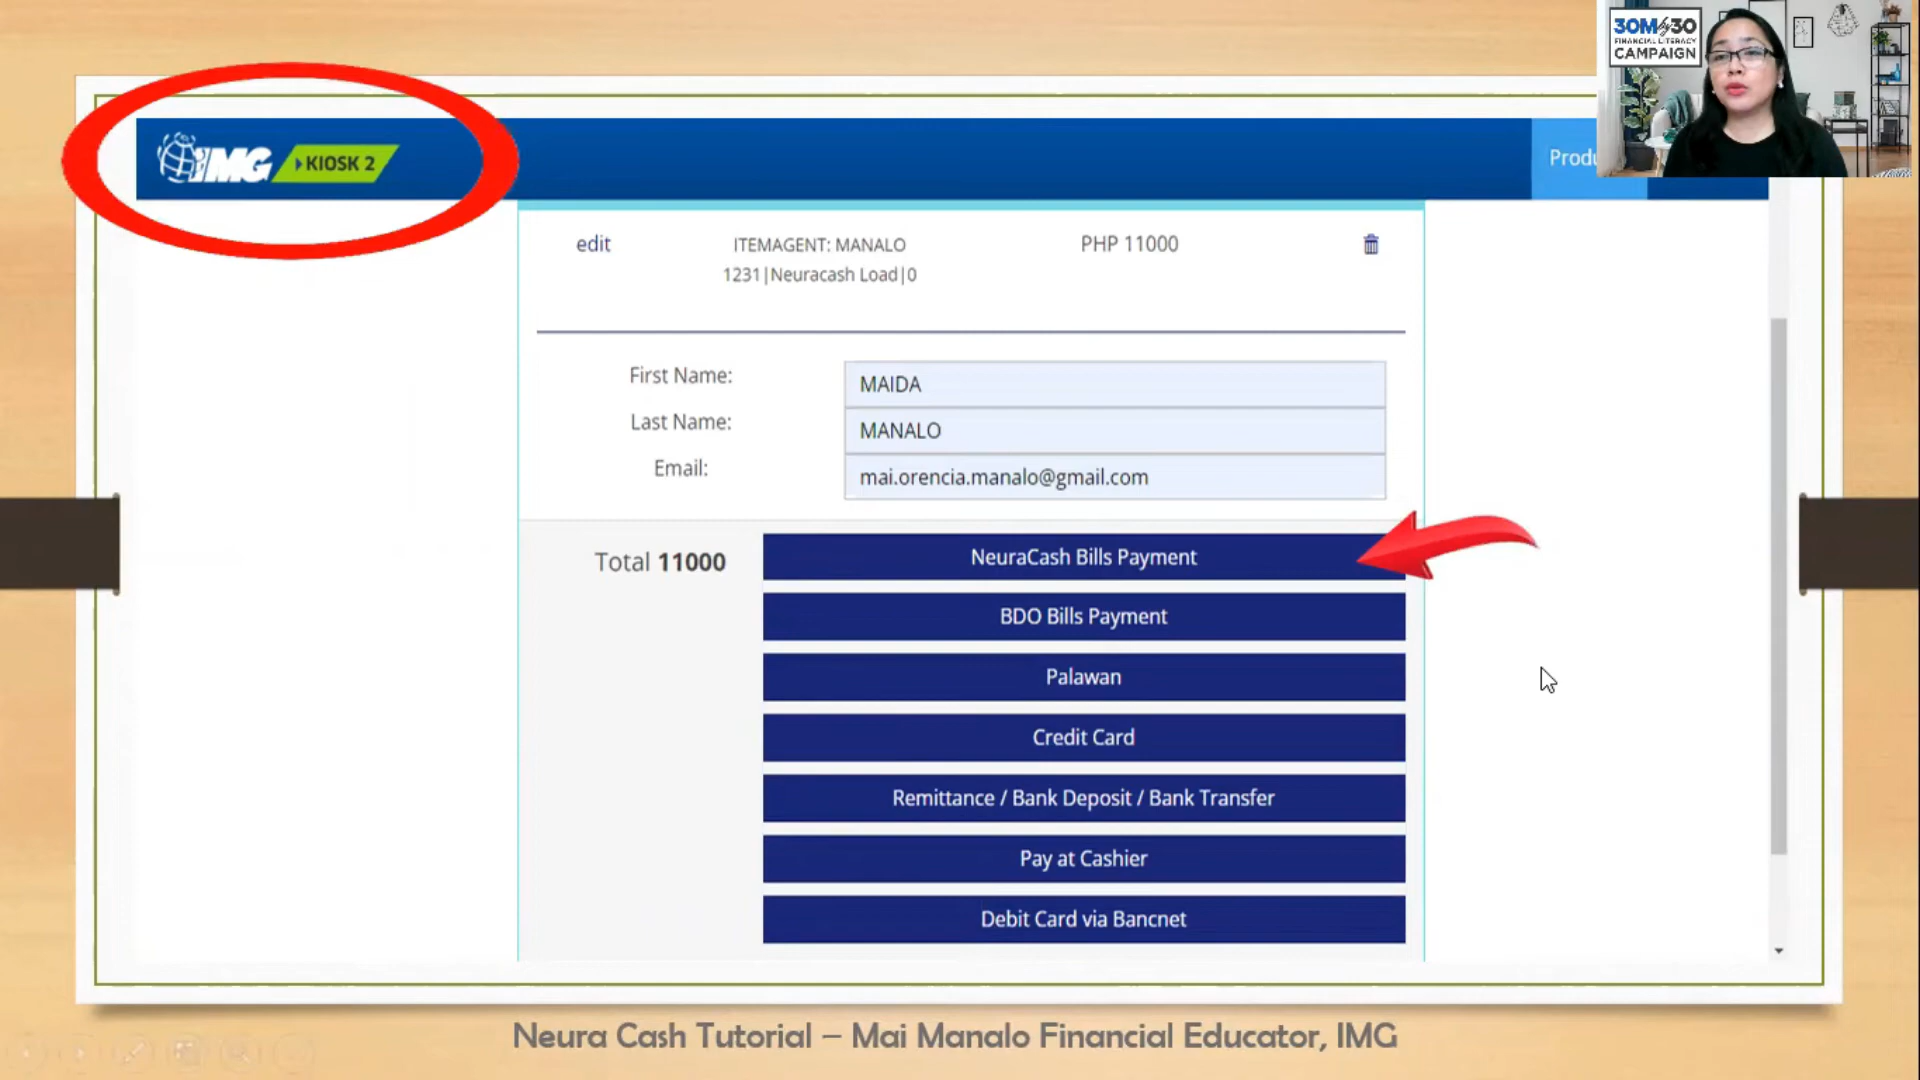 30M by 30
FINANCIAL LITERACY
CAMPAIGN
IMG KIOSK 2
Produ
edit
ITEMAGENT: MANALO
1231|Neuracash Load|0
PHP 11000
First Name:
MAIDA
Last Name:
MANALO
Email:
mai.orencia.manalo@gmail.com
Total 11000
NeuraCash Bills Payment
BDO Bills Payment
Palawan
Credit Card
Remittance / Bank Deposit / Bank Transfer
Pay at Cashier
Debit Card via Bancnet
Neura Cash Tutorial – Mai Manalo Financial Educator, IMG